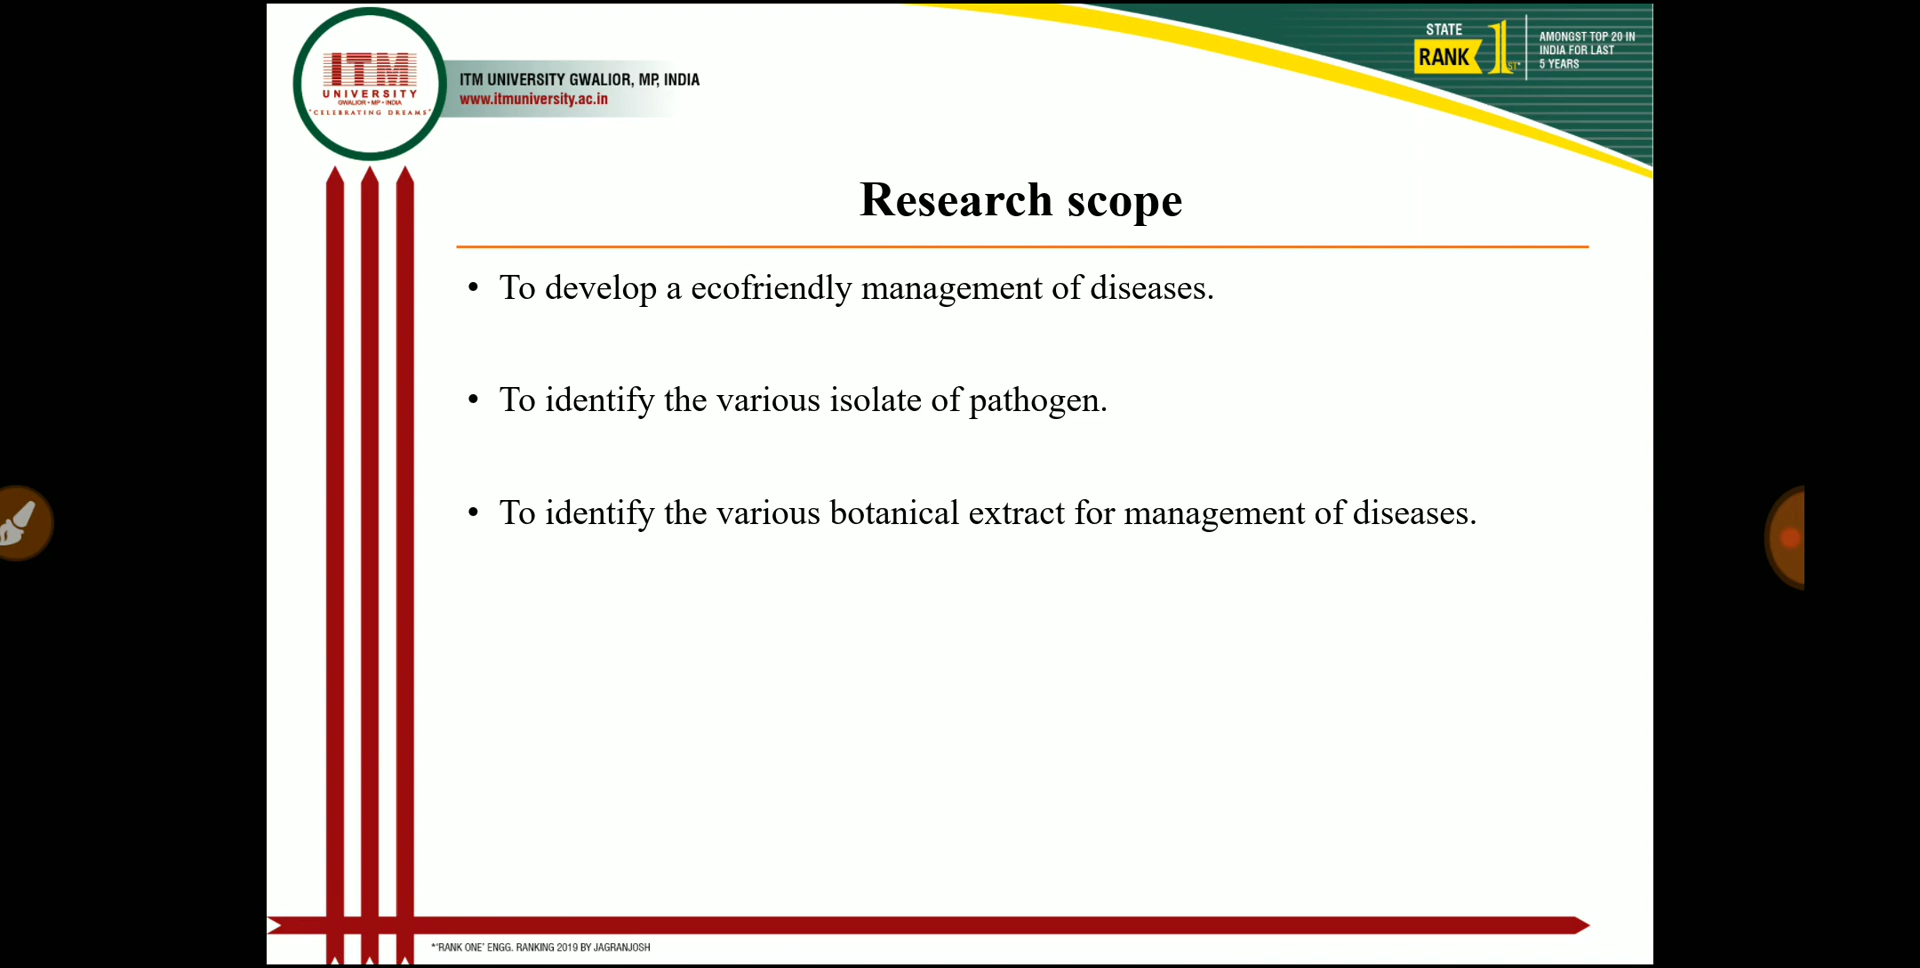 ITM
UNIVERSITY
GWALIOR • MP • INDIA
"CELEBRATING DREAMS"
ITM UNIVERSITY GWALIOR, MP, INDIA
www.itmuniversity.ac.in
STATE
RANK 1ST*
AMONGST TOP 20 IN
INDIA FOR LAST
5 YEARS
Research scope
• To develop a ecofriendly management of diseases.
• To identify the various isolate of pathogen.
• To identify the various botanical extract for management of diseases.
*'RANK ONE' ENGG. RANKING 2019 BY JAGRANJOSH